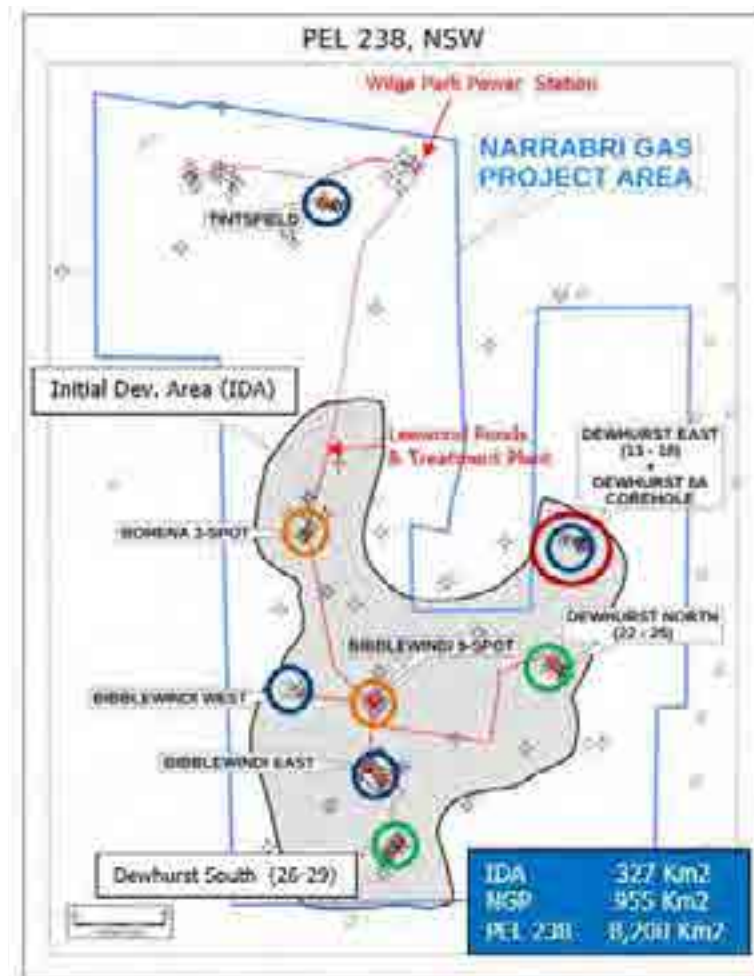 PEL 238, NSW
Wilga Park Power Station
NARRABRI GAS
PROJECT AREA
TINTSFIELD
Initial Dev. Area (IDA)
Leewood Ponds
& Treatment Plant
DEWHURST EAST
(13 - 18)
+
DEWHURST 8A
COREHOLE
BOHENA 3-SPOT
DEWHURST NORTH
(22 - 25)
BIBBLEWINDI 9-SPOT
BIBBLEWINDI WEST
BIBBLEWINDI EAST
Dewhurst South (26-29)
IDA 327 Km2
NGP 955 Km2
PEL 238 8,200 Km2